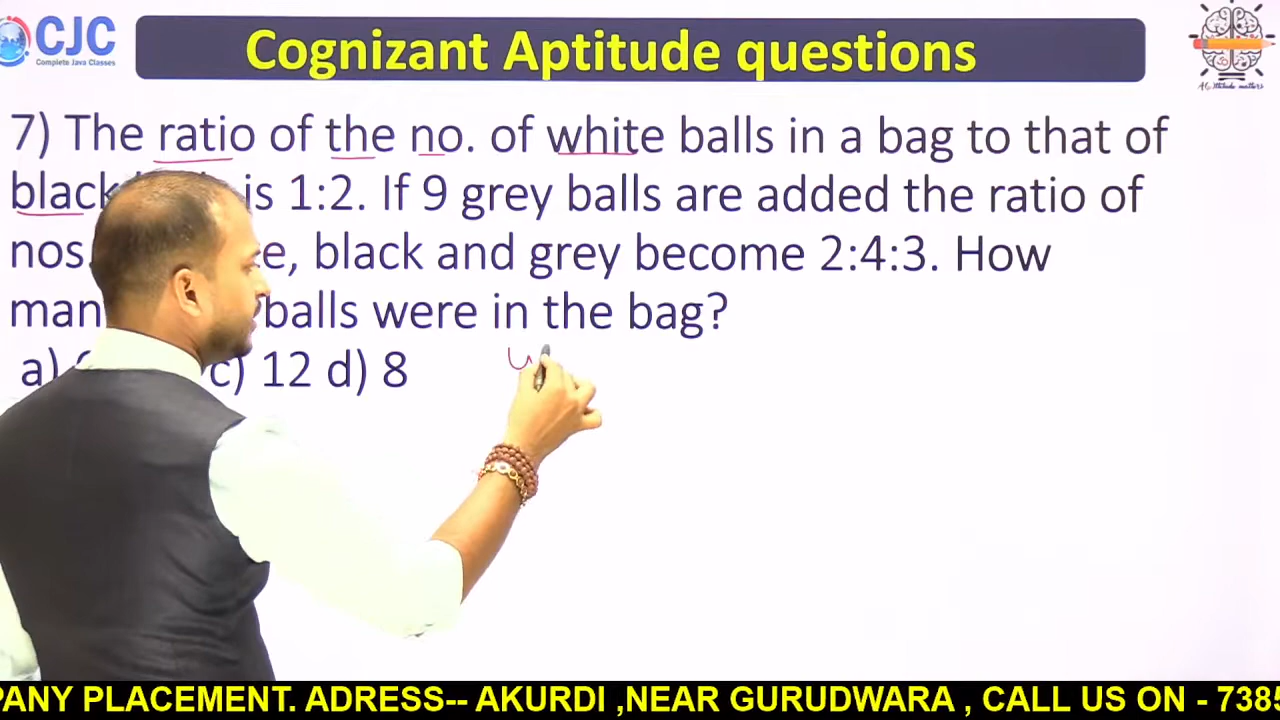 CJC
Complete Java Classes
Cognizant Aptitude questions
Aptitude matters
7) The ratio of the no. of white balls in a bag to that of
is 1:2. If 9 grey balls are added the ratio of
nos. black and grey become 2:4:3. How
balls were in the bag?
a) c) 12 d) 8
PLACEMENT. ADRESS-- AKURDI ,NEAR GURUDWARA , CALL US ON - 7385